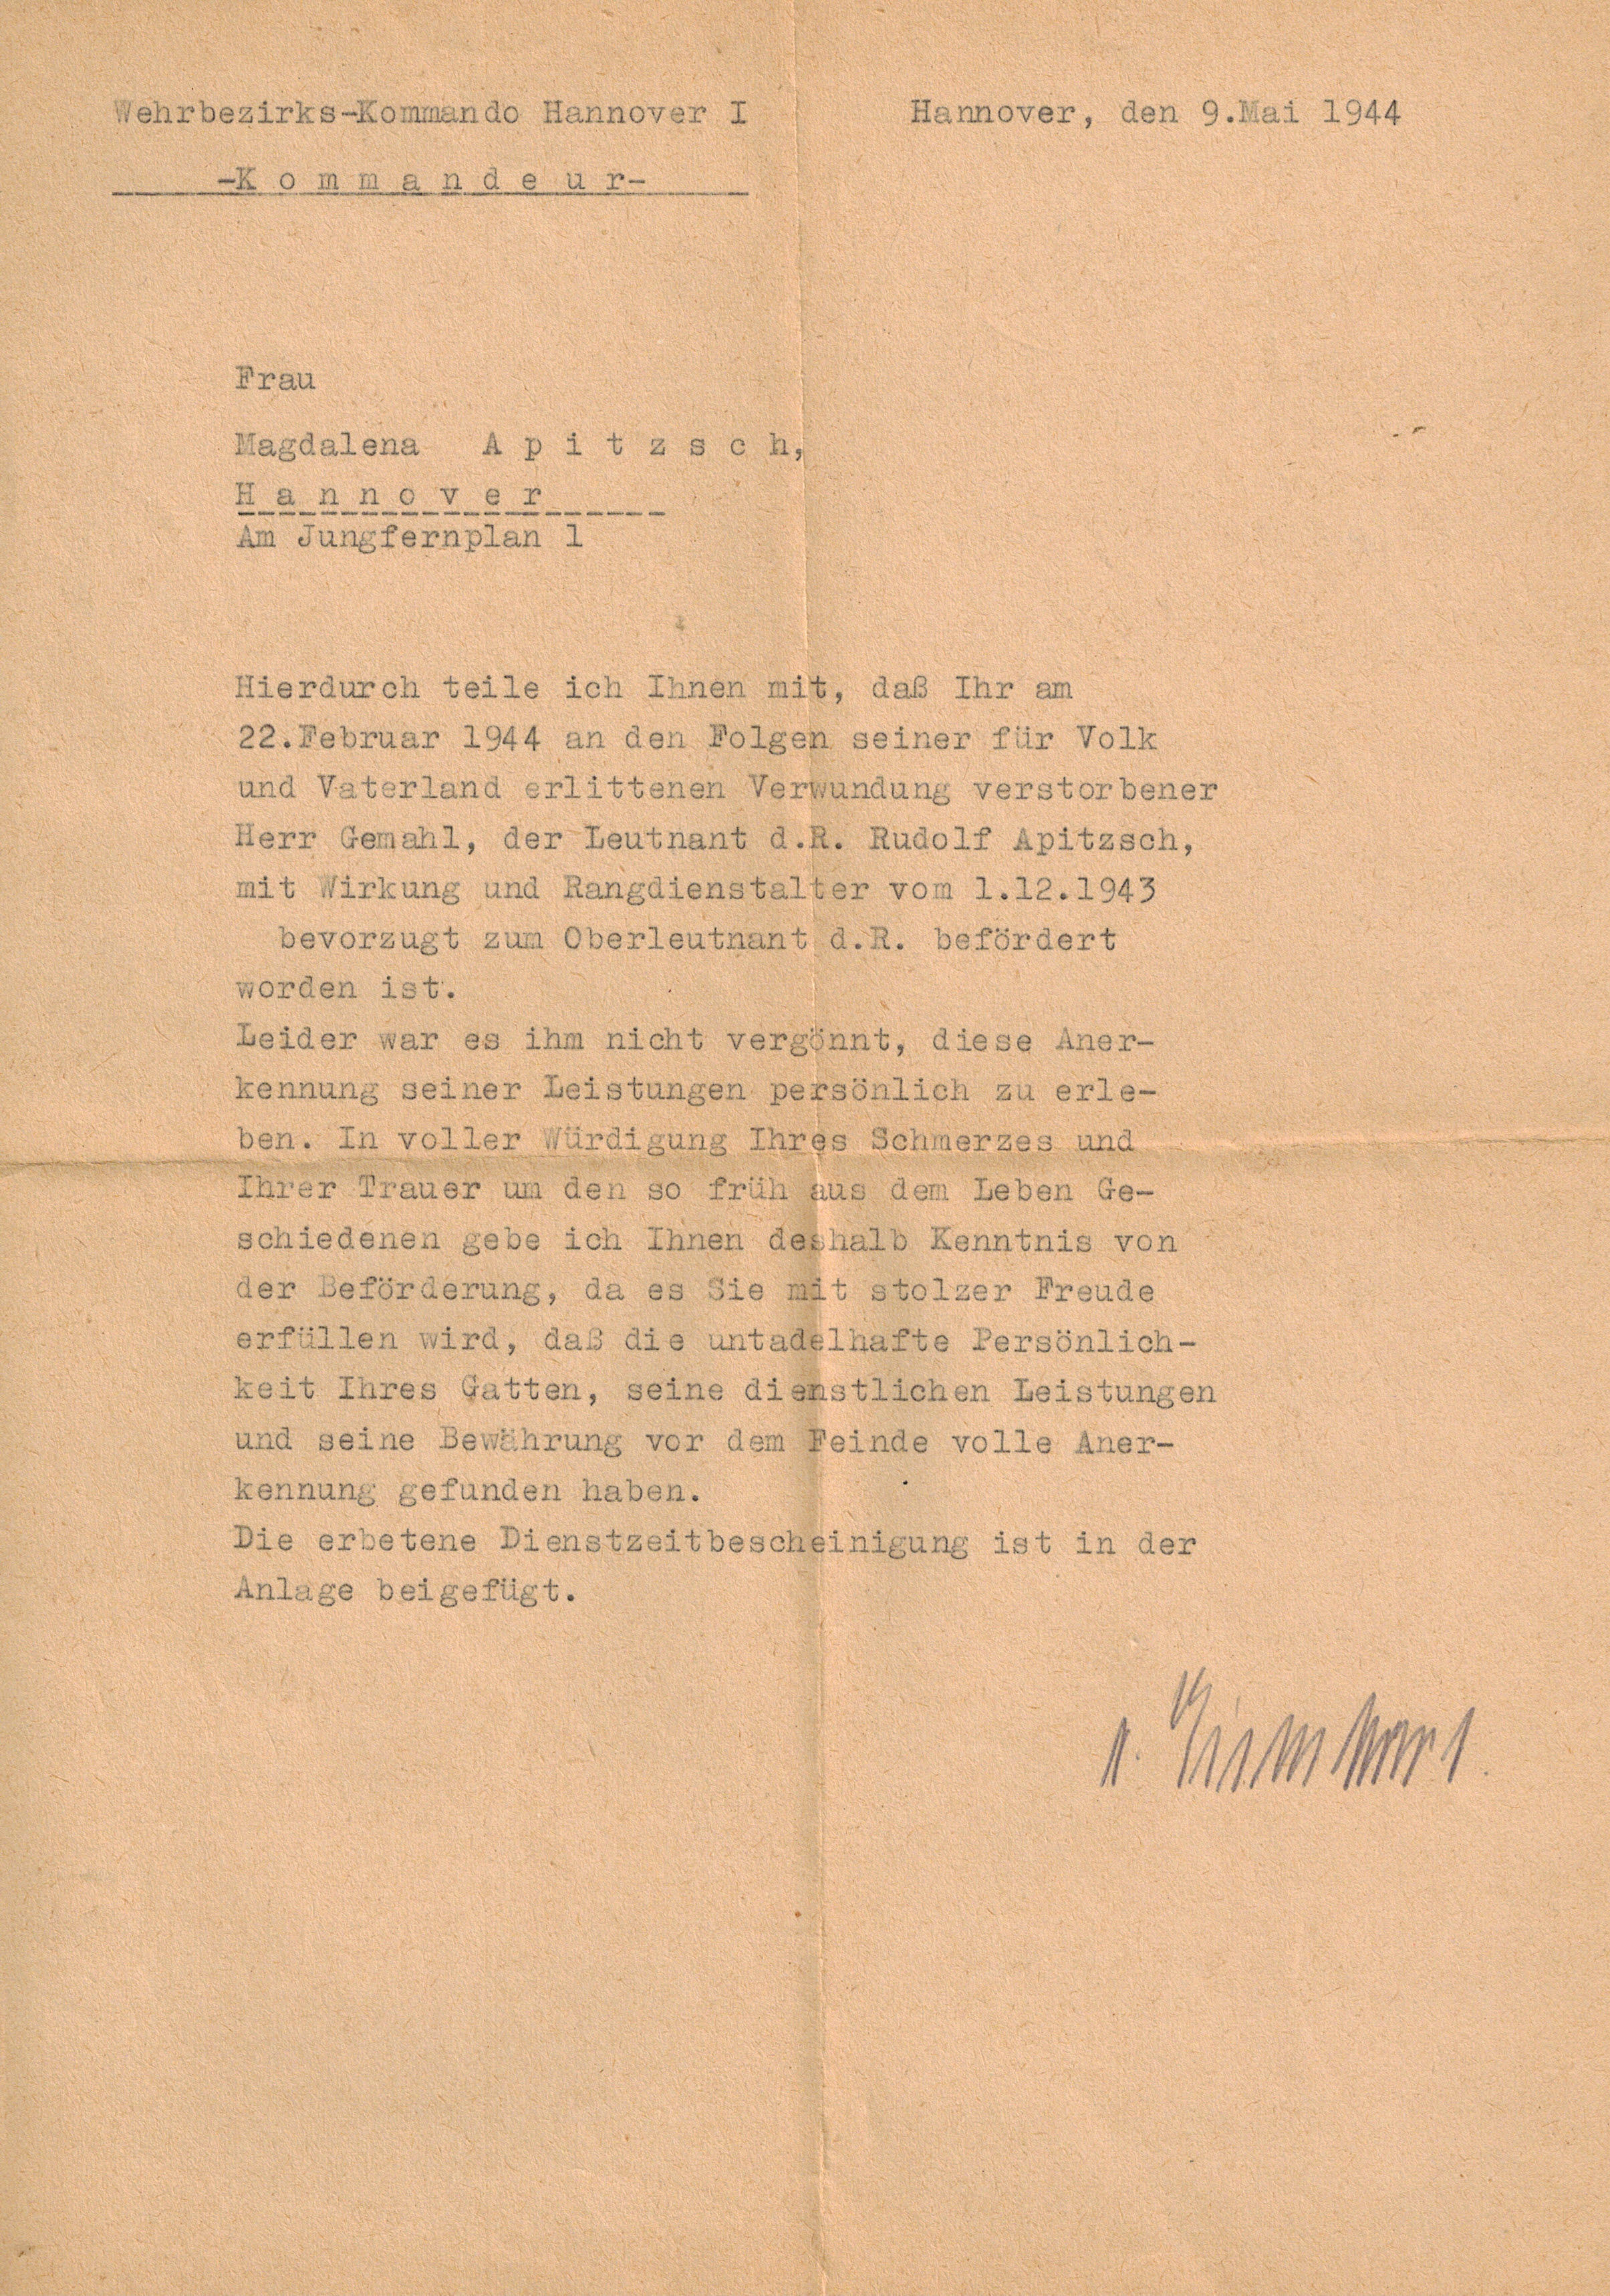 Wehrbezirks-Kommando Hannover I
Hannover, den 9.Mai 1944
-K o m m a n d e u r-
Frau
Magdalena A p i t z s c h,
H a n n o v e r
Am Jungfernplan 1
Hierdurch teile ich Ihnen mit, daß Ihr am
22.Februar 1944 an den Folgen seiner für Volk
und Vaterland erlittenen Verwundung verstorbener
Herr Gemahl, der Leutnant d.R. Rudolf Apitzsch,
mit Wirkung und Rangdienstalter vom 1.12.1943
bevorzugt zum Oberleutnant d.R. befördert
worden ist.
Leider war es ihm nicht vergönnt, diese Aner-
kennung seiner Leistungen persönlich zu erle-
ben. In voller Würdigung Ihres Schmerzes und
Ihrer Trauer um den so früh aus dem Leben Ge-
schiedenen gebe ich Ihnen deshalb Kenntnis von
der Beförderung, da es Sie mit stolzer Freude
erfüllen wird, daß die untadelhafte Persönlich-
keit Ihres Gatten, seine dienstlichen Leistungen
und seine Bewährung vor dem Feinde volle Aner-
kennung gefunden haben.
Die erbetene Dienstzeitbescheinigung ist in der
Anlage beigefügt.